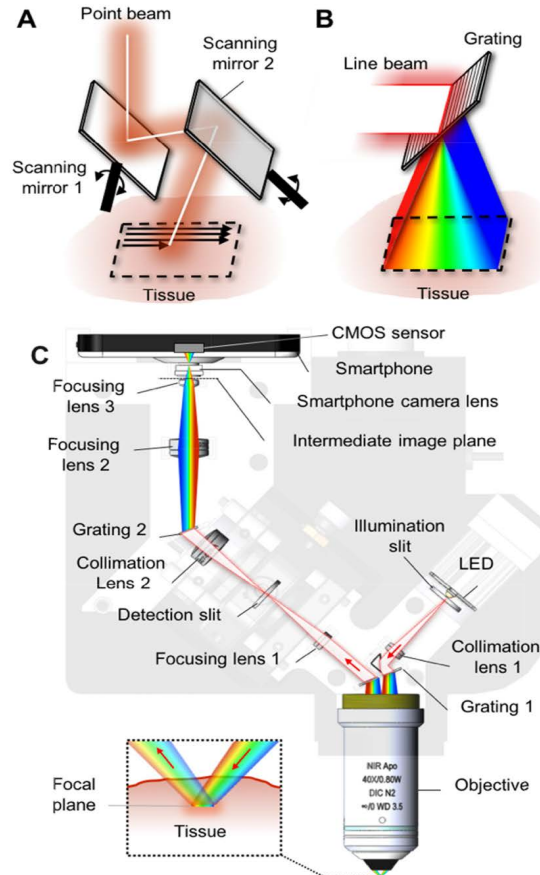 A
Point beam
Scanning
mirror 2
Scanning
mirror 1
Tissue
B
Grating
Line beam
Tissue
C
CMOS sensor
Smartphone
Focusing
lens 3
Smartphone camera lens
Focusing
lens 2
Intermediate image plane
Grating 2
Collimation
Lens 2
Illumination
slit
LED
Detection slit
Focusing lens 1
Collimation
lens 1
Grating 1
NIR Apo
40X/0.80W
DIC N2
∞/0 WD 3.5
Objective
Focal
plane
Tissue